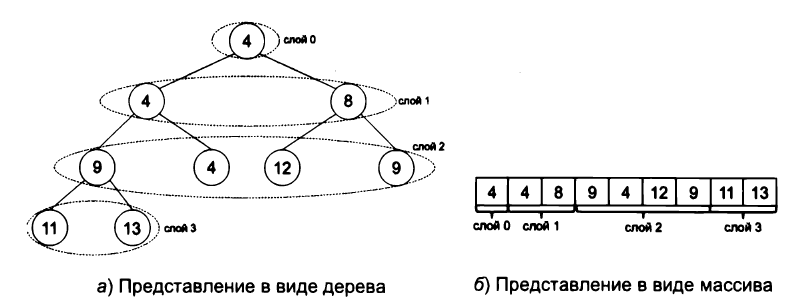 4 слой 0
4 8 слой 1
9 4 12 9 слой 2
11 13 слой 3
а) Представление в виде дерева
4 4 8 9 4 12 9 11 13
слой 0 слой 1 слой 2 слой 3
б) Представление в виде массива